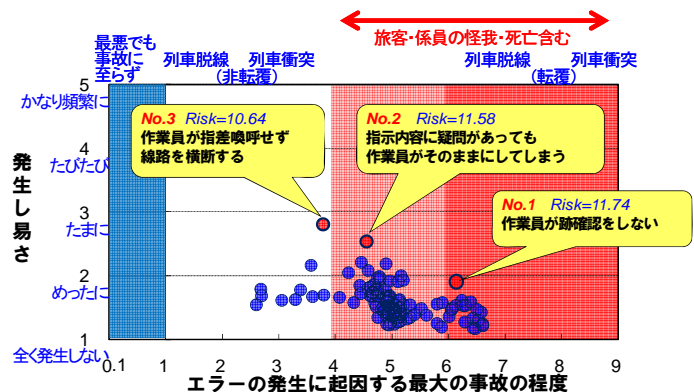 旅客・係員の怪我・死亡含む
最悪でも
事故に
至らず
列車脱線
(非転覆)
列車衝突
列車脱線
(転覆)
列車衝突
発生し易さ
5
かなり頻繁に
4
たびたび
3
たまに
2
めったに
1
全く発生しない
No.3 Risk=10.64
作業員が指差喚呼せず
線路を横断する
No.2 Risk=11.58
指示内容に疑問があっても
作業員がそのままにしてしまう
No.1 Risk=11.74
作業員が跡確認をしない
0.1 1 2 3 4 5 6 7 8 9
エラーの発生に起因する最大の事故の程度